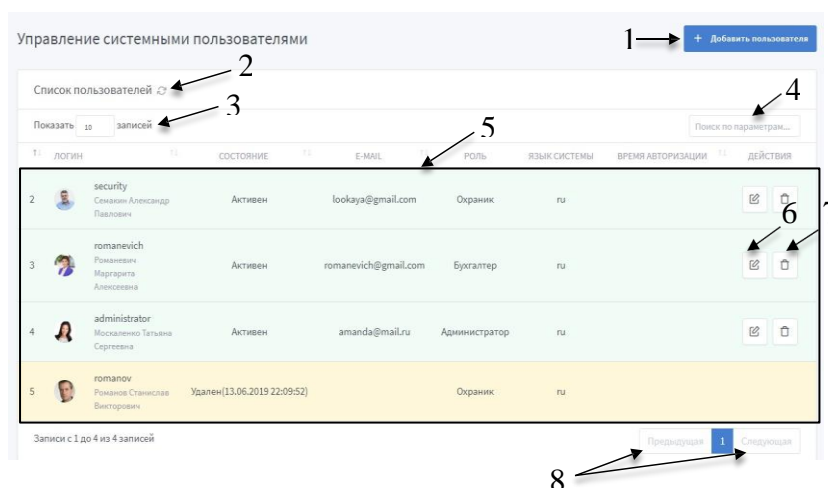 Управление системными пользователями
1
+ Добавить пользователя
Список пользователей
2
Показать 10 записей
3
Поиск по параметрам...
4
5
ЛОГИН СОСТОЯНИЕ E-MAIL РОЛЬ ЯЗЫК СИСТЕМЫ ВРЕМЯ АВТОРИЗАЦИИ ДЕЙСТВИЯ
security
2 Семакин Александр Активен lookaya@gmail.com Охраник ru
Павлович
6 7
romanevich
Романевич
3 Маргарита Активен romanevich@gmail.com Бухгалтер ru
Алексеевна
administrator
4 Москаленко Татьяна Активен amanda@mail.ru Администратор ru
Сергеевна
romanov
5 Романов Станислав Удален(13.06.2019 22:09:52) Охраник ru
Викторович
Записи с 1 до 4 из 4 записей
Предыдущая 1 Следующая
8